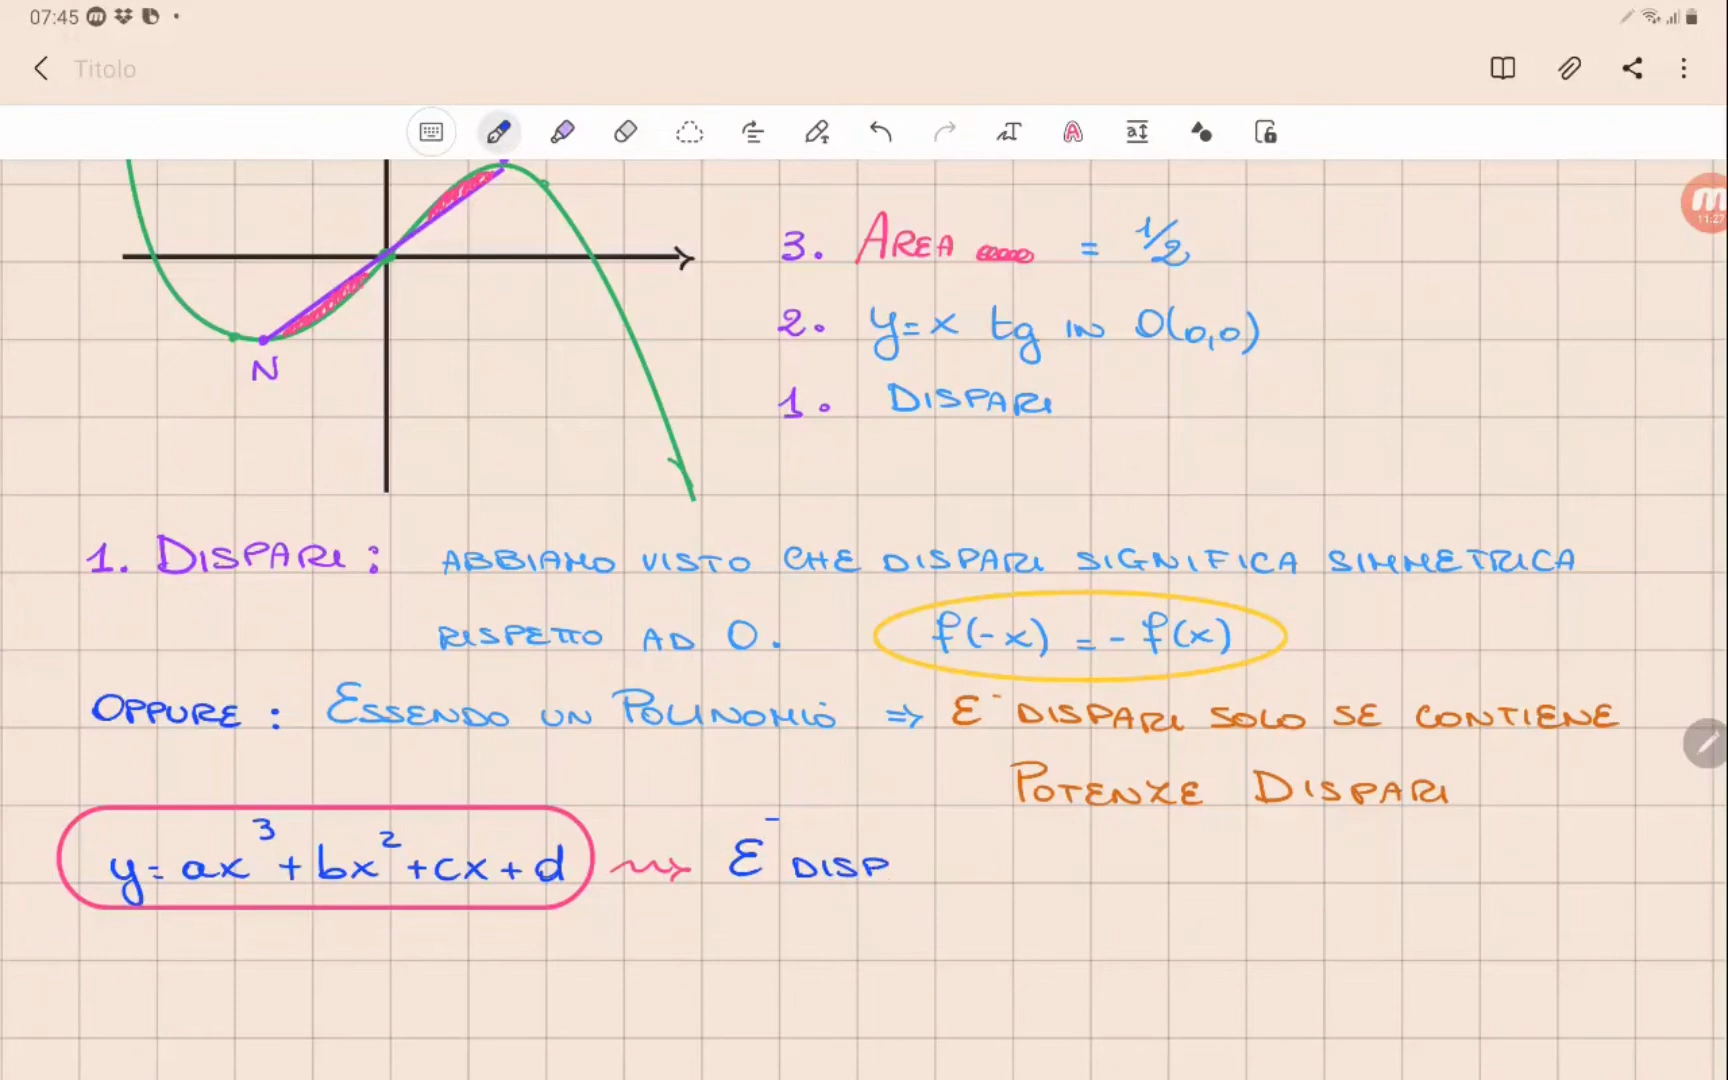 07:45
Titolo
11:27
3. AREA = 1/2
2. y=x tg IN O(0,0)
1. DISPARI
N
1. DISPARI: ABBIAMO VISTO CHE DISPARI SIGNIFICA SIMMETRICA
RISPETTO AD O. f(-x) = - f(x)
OPPURE: ESSENDO UN POLINOMIO ⇒ E' DISPARI SOLO SE CONTIENE
POTENZE DISPARI
y = ax³ + bx² + cx + d ⇝ E' DISP